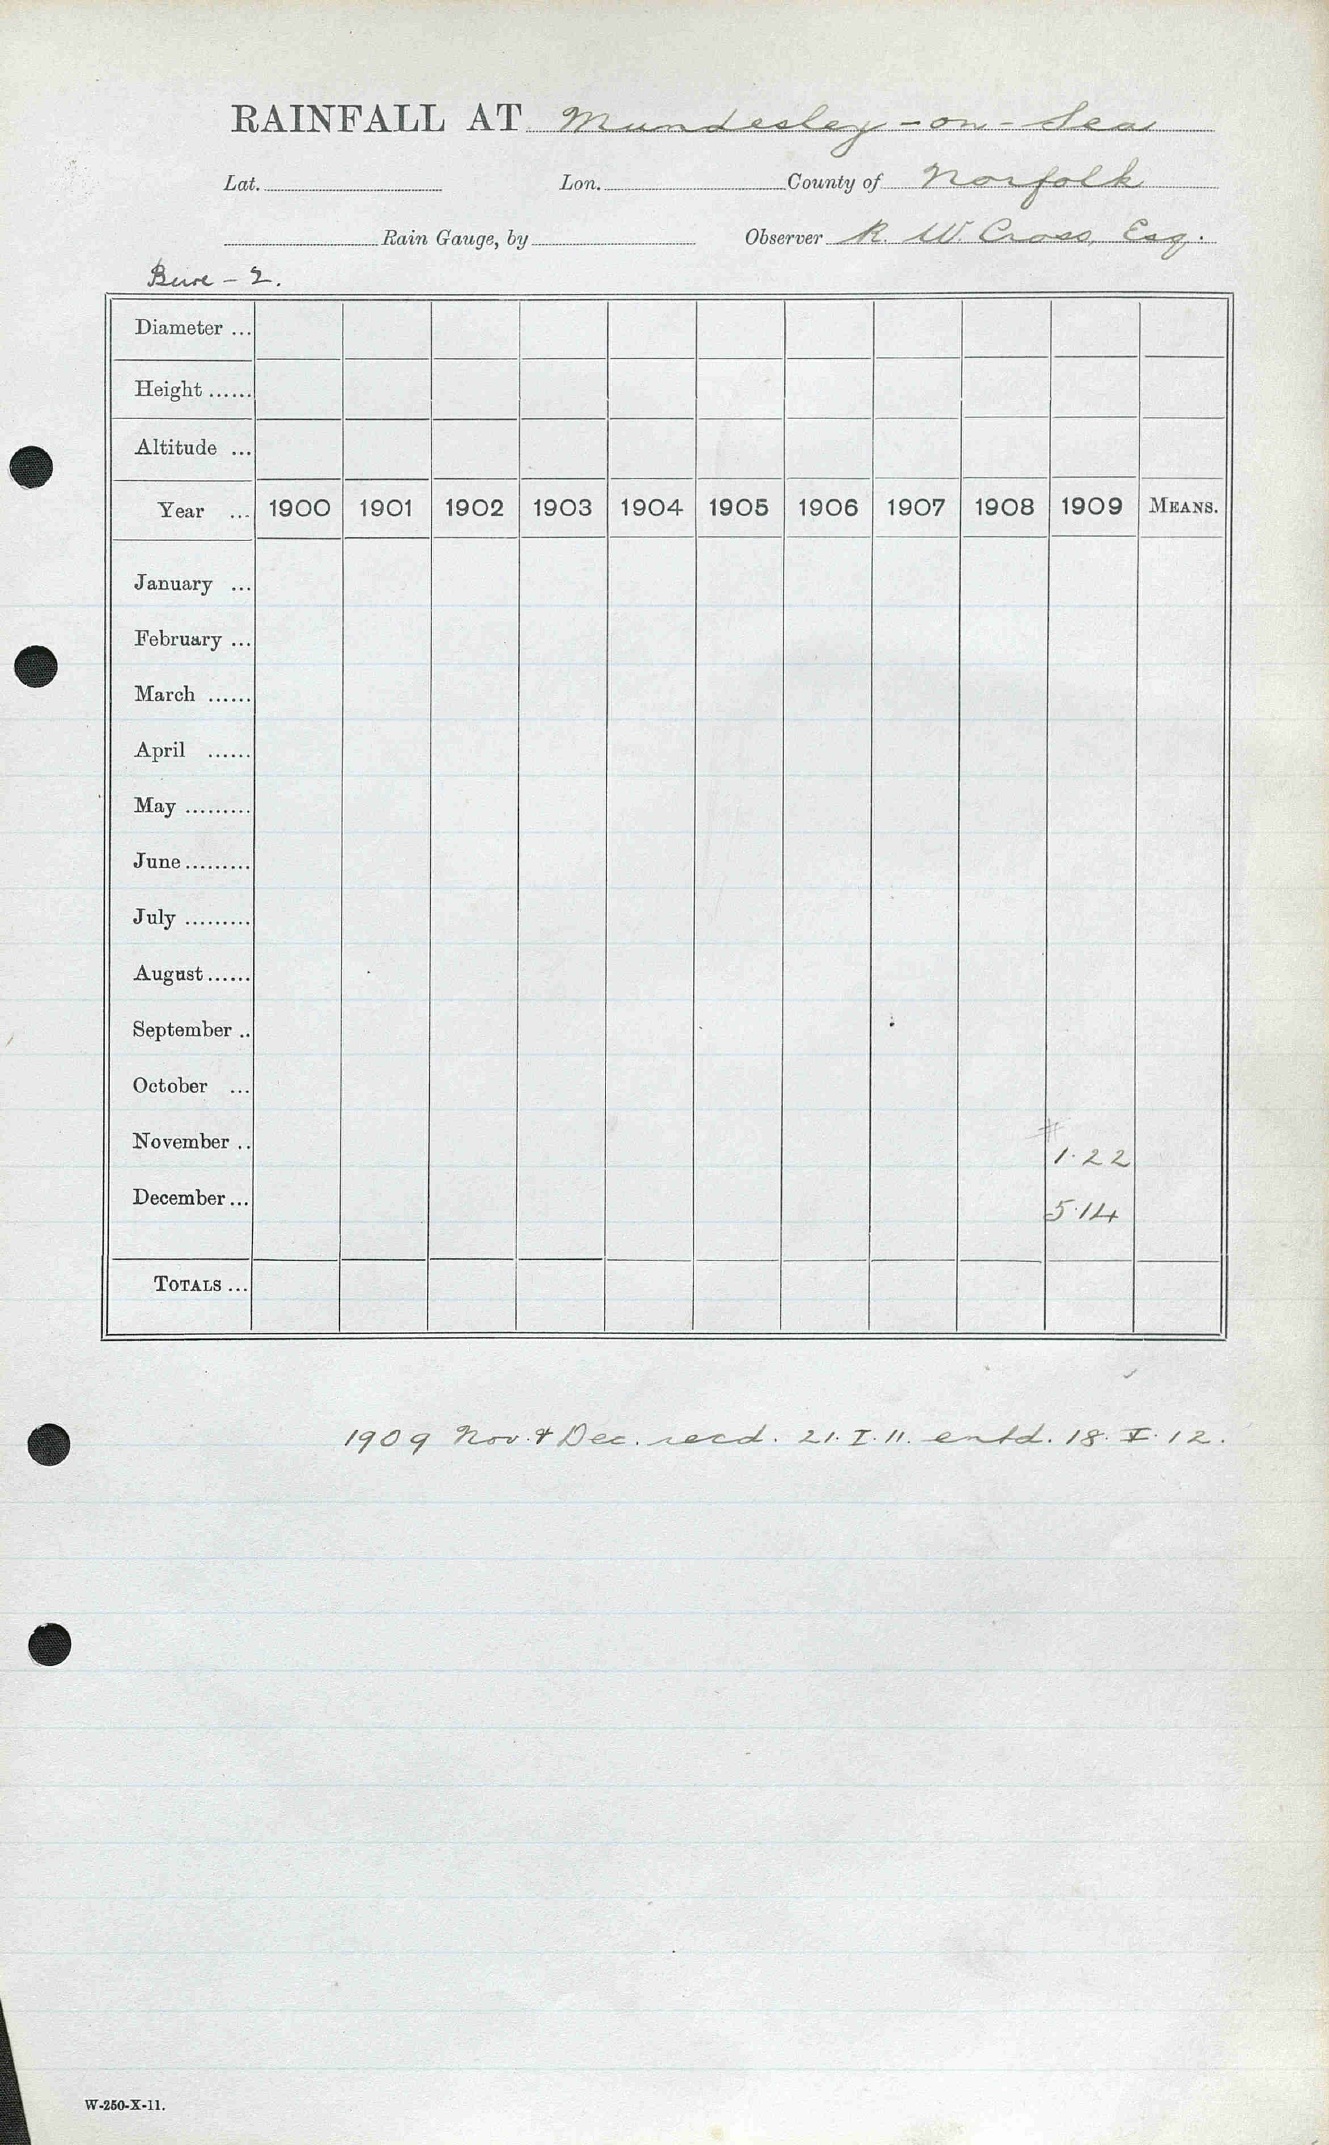 RAINFALL AT Mundesley-on-Sea
Lat. Lon. County of Norfolk
Rain Gauge, by Observer R. W. Cross, Esq.
Bure - 2.
Diameter ...
Height ......
Altitude ...
Year ... 1900 1901 1902 1903 1904 1905 1906 1907 1908 1909 MEANS.
January ...
February ...
March ......
April ......
May .........
June .........
July .........
August ......
September ..
October ...
November .. # 1.22
December ... 5.14
TOTALS ...
1909 Nov. & Dec. recd. 21.I.11. entd. 18.I.12.
W-250-X-11.